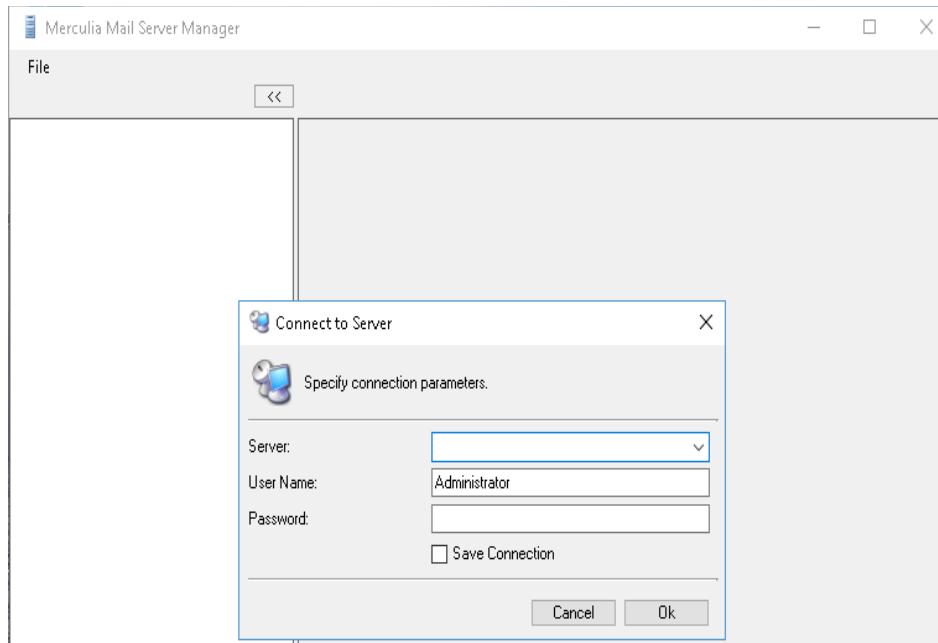 Merculia Mail Server Manager
File
<<
Connect to Server
Specify connection parameters.
Server:
User Name: Administrator
Password:
Save Connection
Cancel Ok